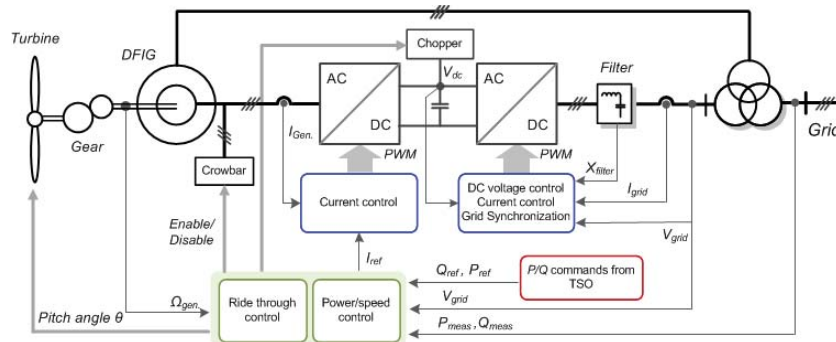 Turbine
DFIG
Chopper
V_dc
AC
DC
AC
DC
Filter
Grid
Gear
I_Gen.
PWM
PWM
X_filter
Crowbar
Current control
DC voltage control
Current control
Grid Synchronization
I_grid
Enable/
Disable
V_grid
I_ref
Q_ref, P_ref
P/Q commands from
TSO
Ω_gen.
Ride through
control
Power/speed
control
V_grid
Pitch angle θ
P_meas, Q_meas